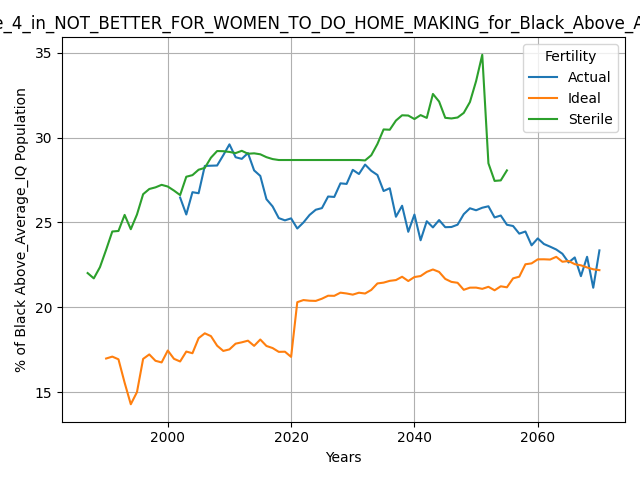 e_4_in_NOT_BETTER_FOR_WOMEN_TO_DO_HOME_MAKING_for_Black_Above_A
Fertility
Actual
Ideal
Sterile
% of Black Above_Average_IQ Population
35
30
25
20
15
2000
2020
2040
2060
Years